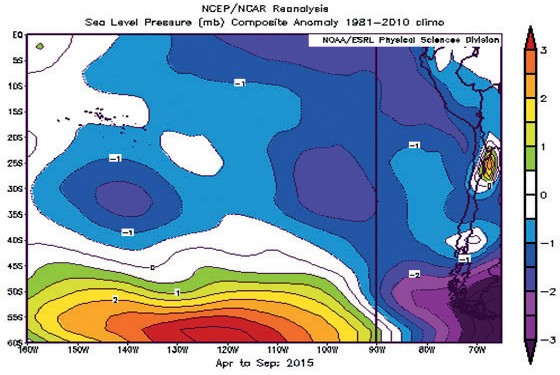 NCEP/NCAR Reanalysis
Sea Level Pressure (mb) Composite Anomaly 1981−2010 climo
NOAA/ESRL Physical Sciences Division
EQ
5S
10S
15S
20S
25S
30S
35S
40S
45S
50S
55S
60S
−1
−1
−1
−1
−1
−2
0
0
1
2
3
2
1
0
−1
−2
−3
160W 150W 140W 130W 120W 110W 100W 90W 80W 70W
Apr to Sep: 2015